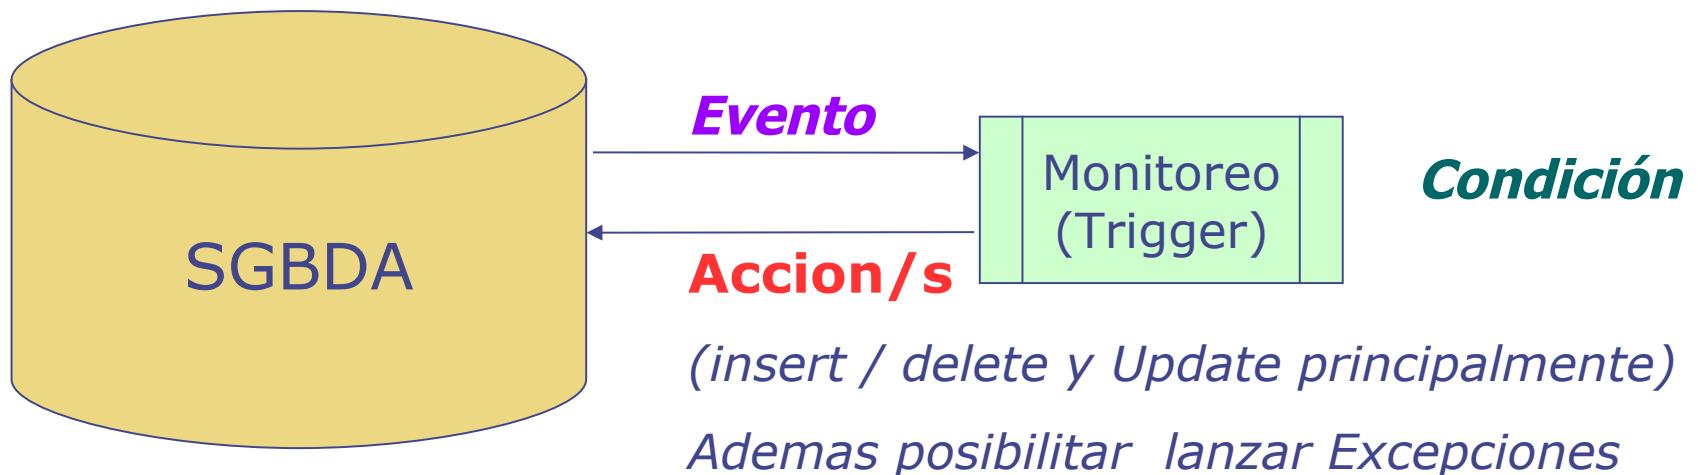 SGBDA
Evento
Monitoreo
(Trigger)
Condición
Accion/s
(insert / delete y Update principalmente)
Ademas posibilitar lanzar Excepciones